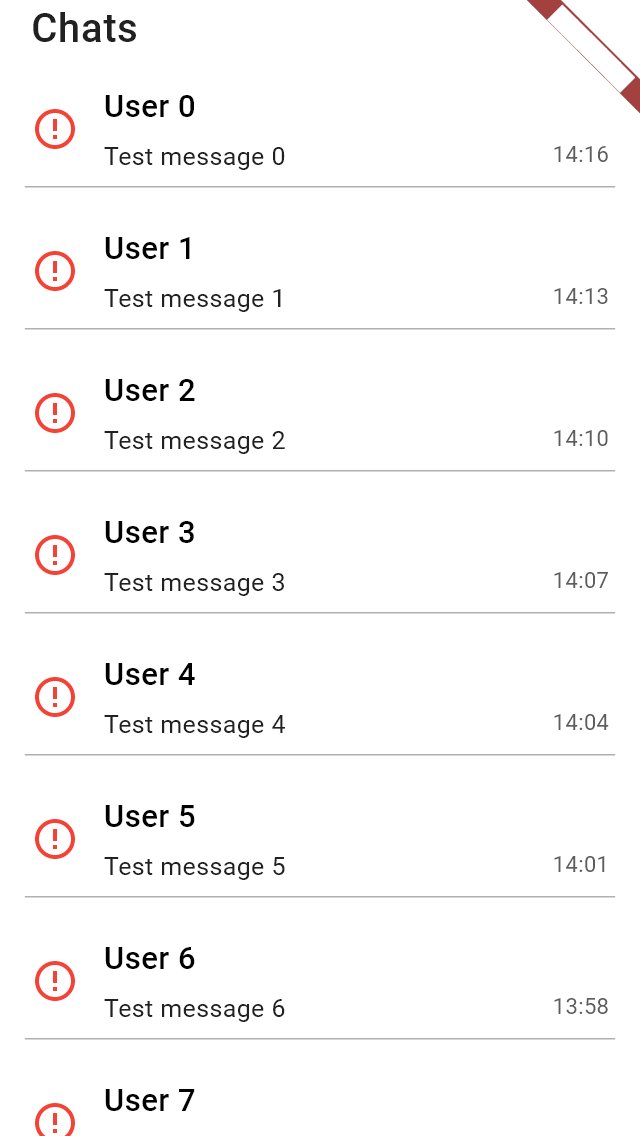 Chats
User 0
Test message 0
14:16
User 1
Test message 1
14:13
User 2
Test message 2
14:10
User 3
Test message 3
14:07
User 4
Test message 4
14:04
User 5
Test message 5
14:01
User 6
Test message 6
13:58
User 7